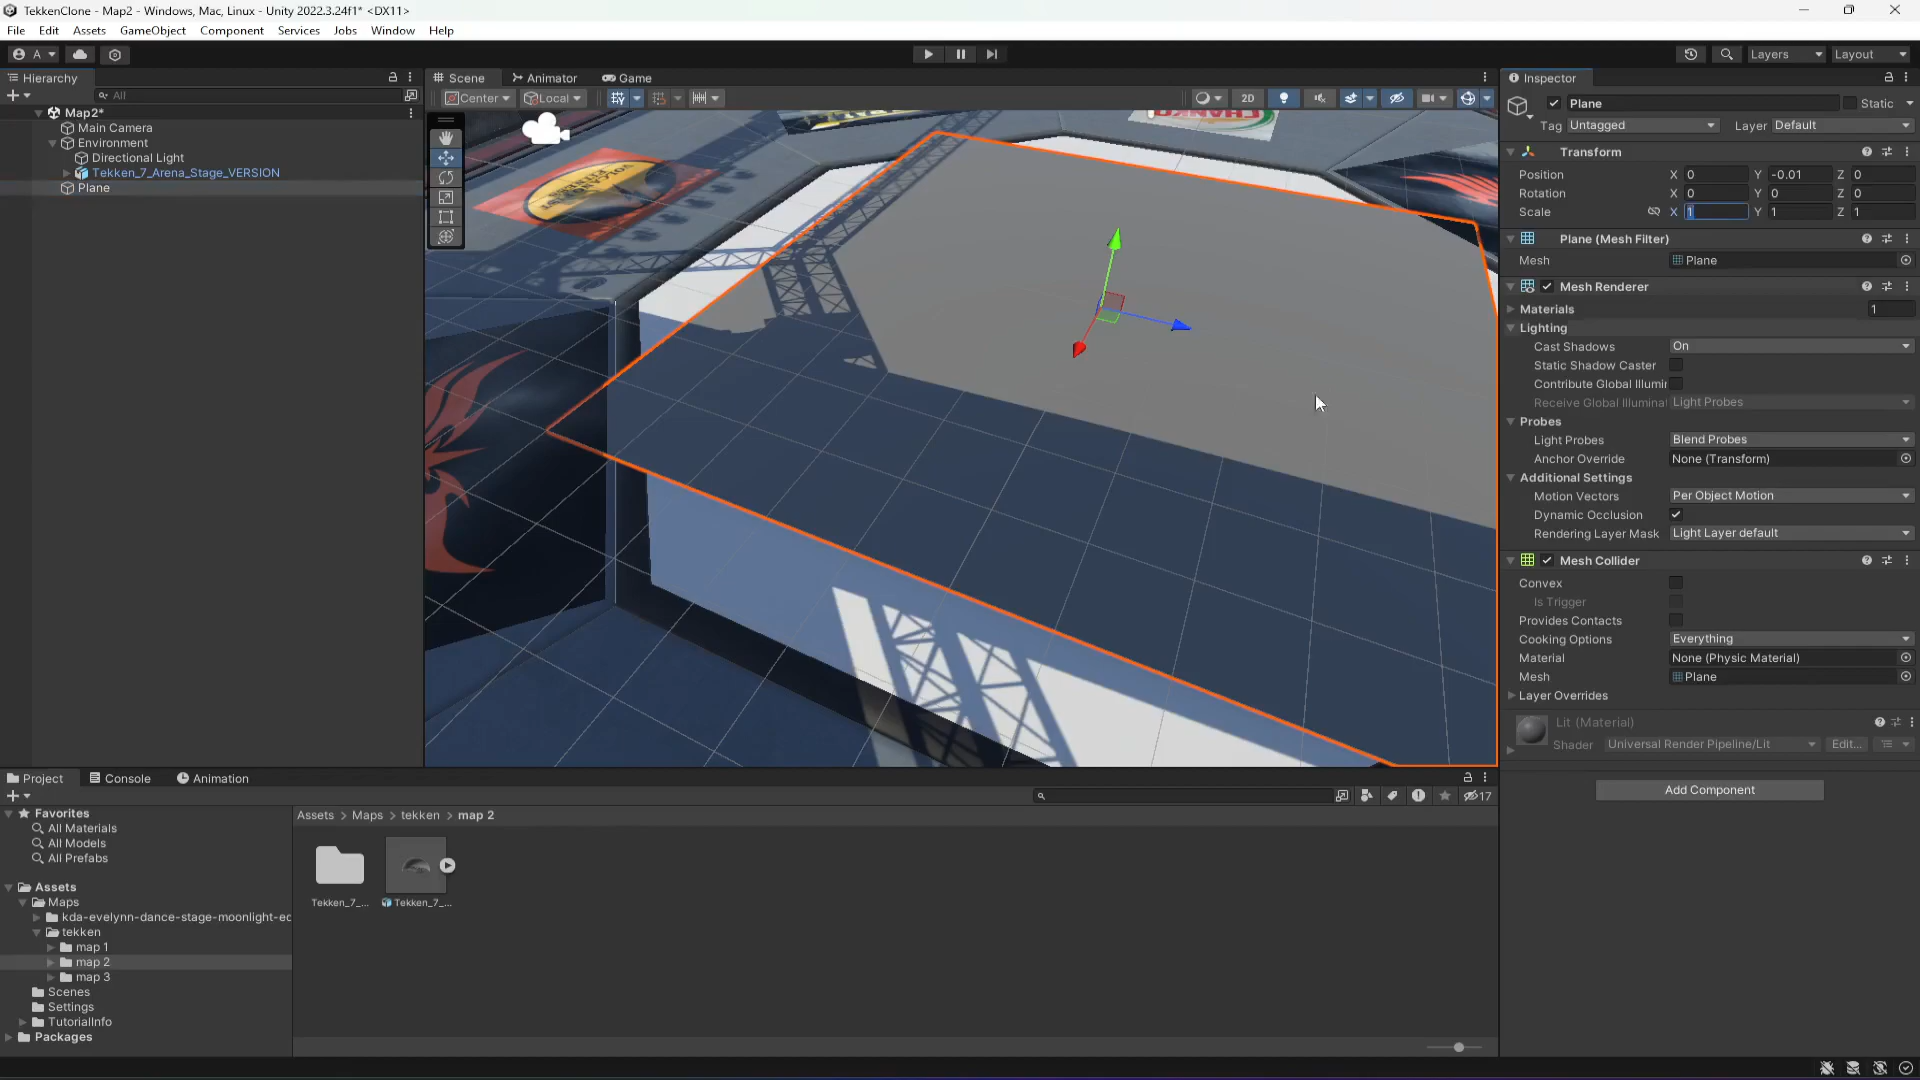 TekkenClone - Map2 - Windows, Mac, Linux - Unity 2022.3.24f1* <DX11>
File Edit Assets GameObject Component Services Jobs Window Help
A Layers Layout
Hierarchy
All
Map2*
Main Camera
Environment
Directional Light
Tekken_7_Arena_Stage_VERSION
Plane
Scene Animator Game
Center Local 2D
VOLCANO FITNESS
CHANKO
Inspector
Plane Static
Tag Untagged Layer Default
Transform
Position X 0 Y -0.01 Z 0
Rotation X 0 Y 0 Z 0
Scale X 1 Y 1 Z 1
Plane (Mesh Filter)
Mesh Plane
Mesh Renderer
Materials 1
Lighting
Cast Shadows On
Static Shadow Caster
Contribute Global Illumir
Receive Global Illuminat Light Probes
Probes
Light Probes Blend Probes
Anchor Override None (Transform)
Additional Settings
Motion Vectors Per Object Motion
Dynamic Occlusion
Rendering Layer Mask Light Layer default
Mesh Collider
Convex
Is Trigger
Provides Contacts
Cooking Options Everything
Material None (Physic Material)
Mesh Plane
Layer Overrides
Lit (Material)
Shader Universal Render Pipeline/Lit Edit...
Add Component
Project Console Animation
17
Favorites
All Materials
All Models
All Prefabs
Assets
Maps
kda-evelynn-dance-stage-moonlight-ec
tekken
map 1
map 2
map 3
Scenes
Settings
TutorialInfo
Packages
Assets > Maps > tekken > map 2
Tekken_7_... Tekken_7_...